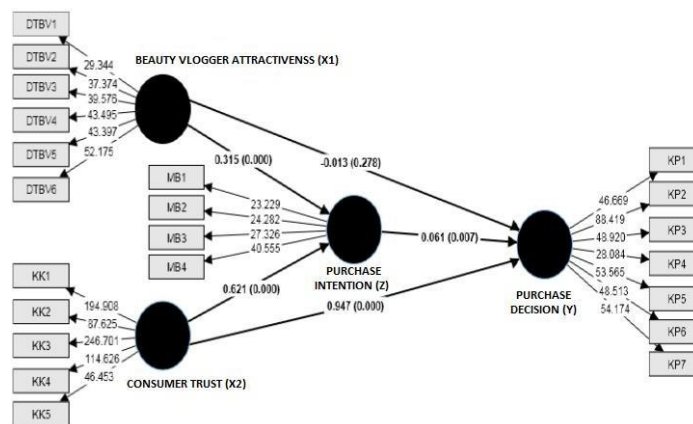 DTBV1
DTBV2
DTBV3
DTBV4
DTBV5
DTBV6
29.344
37.374
39.576
43.495
43.397
52.175
BEAUTY VLOGGER ATTRACTIVENSS (X1)
0.315 (0.000)
-0.013 (0.278)
MB1
MB2
MB3
MB4
23.229
24.282
27.326
40.555
PURCHASE
INTENTION (Z)
0.061 (0.007)
0.621 (0.000)
0.947 (0.000)
KK1
KK2
KK3
KK4
KK5
194.908
87.625
246.701
114.626
46.453
CONSUMER TRUST (X2)
PURCHASE
DECISION (Y)
46.669
88.419
48.920
28.084
53.565
48.513
54.174
KP1
KP2
KP3
KP4
KP5
KP6
KP7